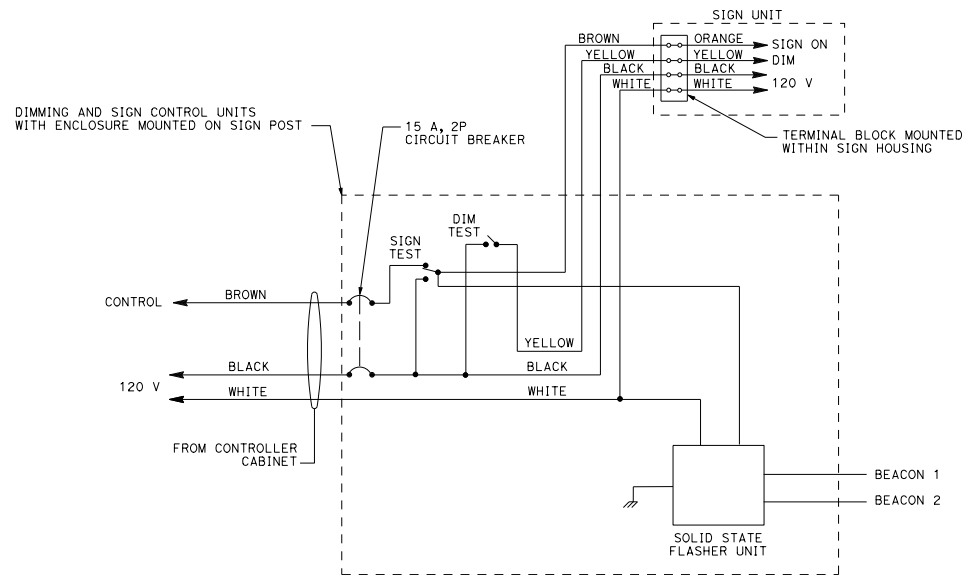 SIGN UNIT
BROWN
ORANGE
SIGN ON
YELLOW
YELLOW
DIM
BLACK
BLACK
120 V
WHITE
WHITE
DIMMING AND SIGN CONTROL UNITS
WITH ENCLOSURE MOUNTED ON SIGN POST
15 A, 2P
CIRCUIT BREAKER
TERMINAL BLOCK MOUNTED
WITHIN SIGN HOUSING
DIM
TEST
SIGN
TEST
CONTROL
BROWN
YELLOW
BLACK
BLACK
120 V
WHITE
WHITE
FROM CONTROLLER
CABINET
BEACON 1
BEACON 2
SOLID STATE
FLASHER UNIT